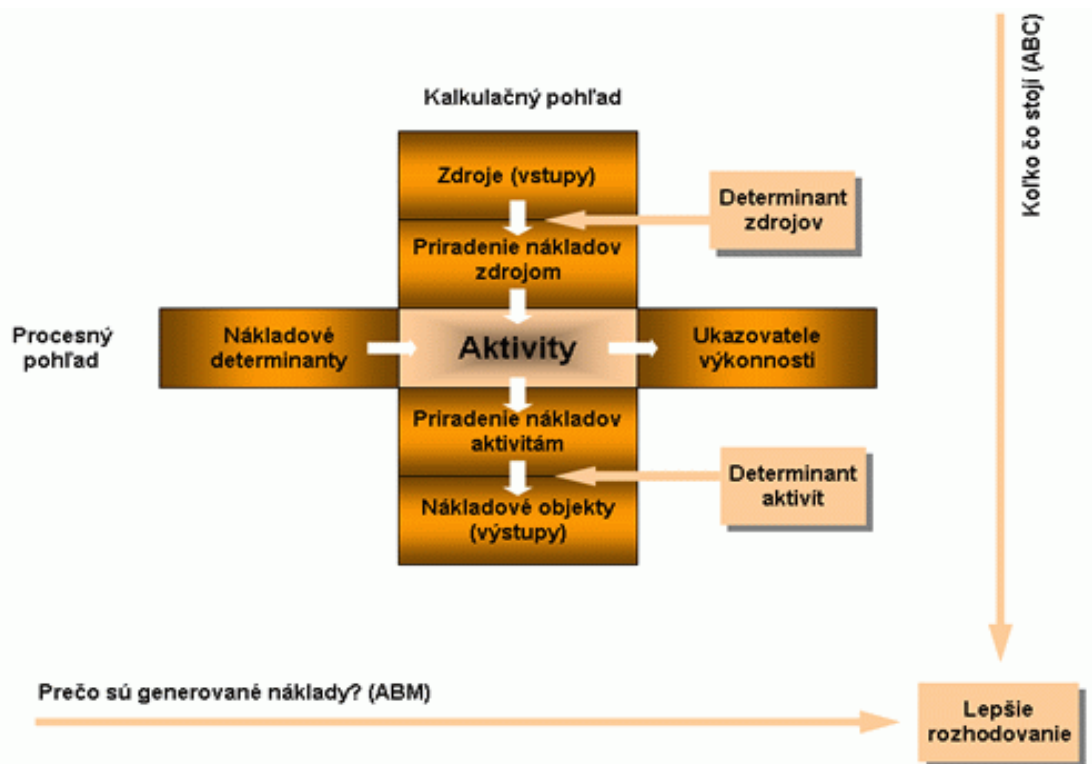 Koľko čo stojí (ABC)
Kalkulačný pohľad
Zdroje (vstupy)
Determinant
zdrojov
Priradenie nákladov
zdrojom
Procesný
pohľad
Nákladové
determinanty
Aktivity
Ukazovatele
výkonnosti
Priradenie nákladov
aktivitám
Determinant
aktivít
Nákladové objekty
(výstupy)
Prečo sú generované náklady? (ABM)
Lepšie
rozhodovanie